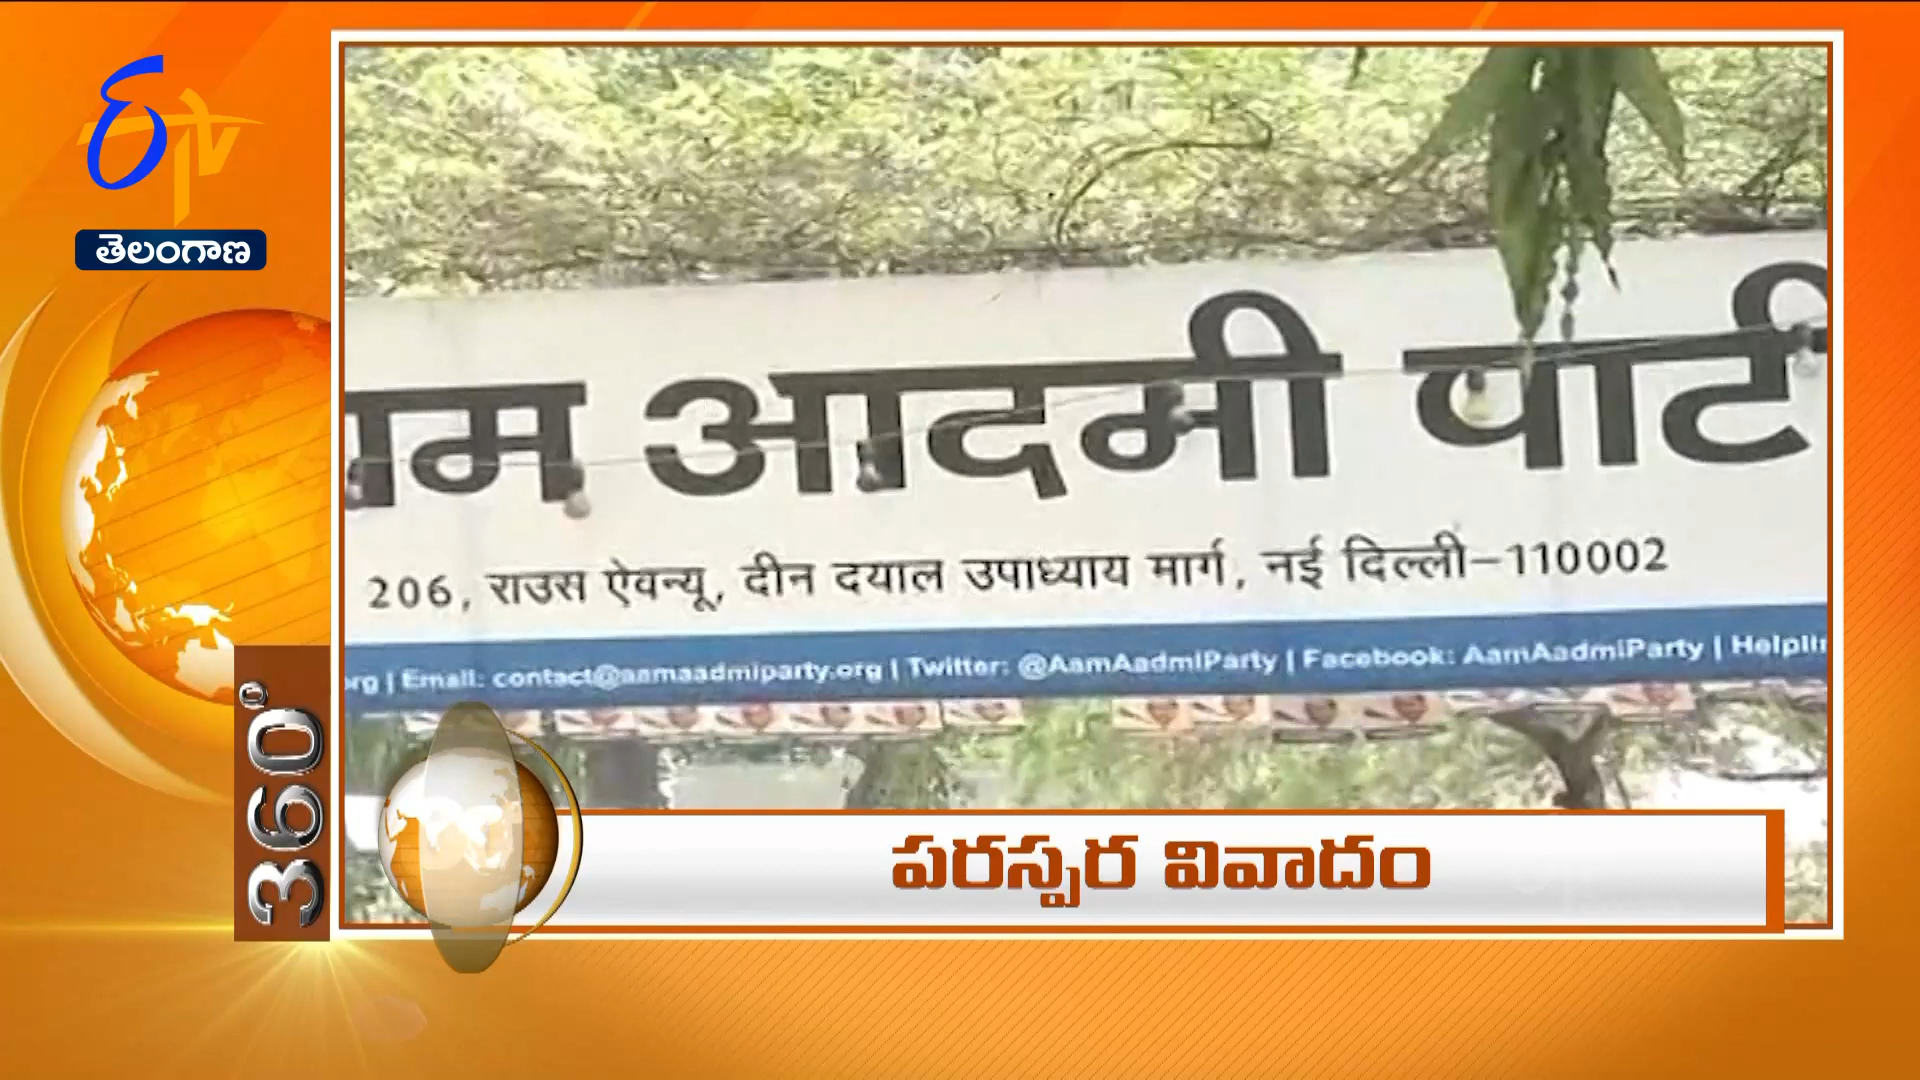 ETV
తెలంగాణ
आम आदमी पार्टी
206, राउस ऐवन्यू, दीन दयाल उपाध्याय मार्ग, नई दिल्ली-110002
| Email: contact@aamaadmiparty.org | Twitter: @AamAadmiParty | Facebook: AamAadmiParty |
360°
పరస్పర వివాదం